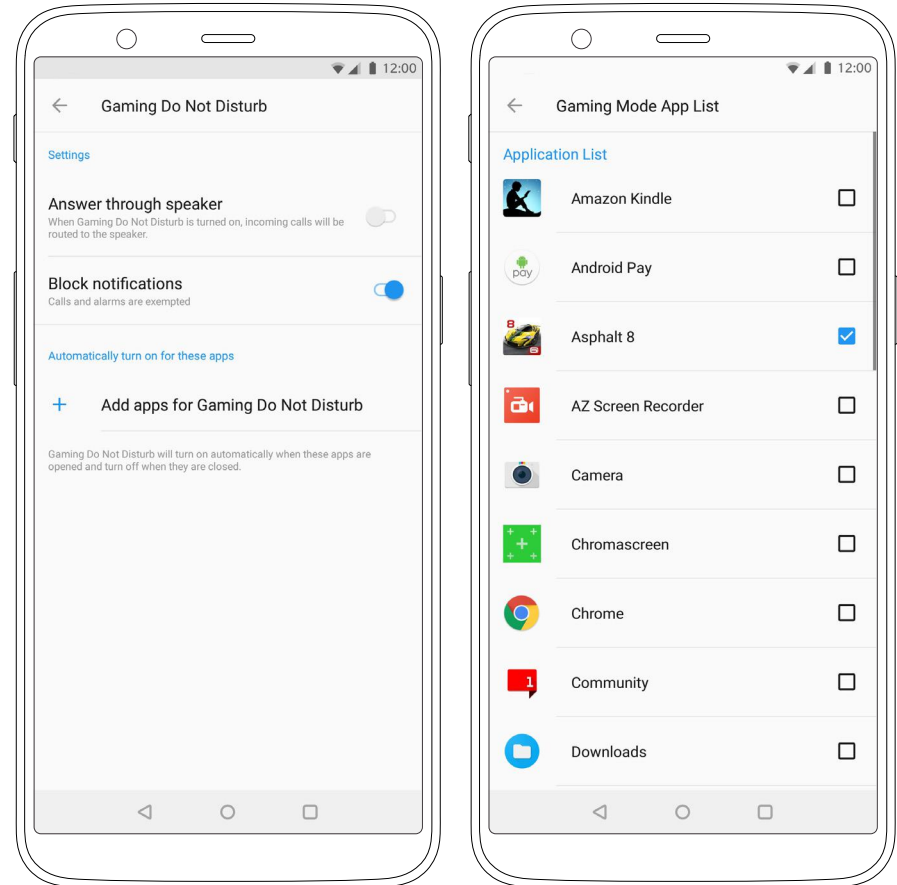 12:00
Gaming Do Not Disturb
Settings
Answer through speaker
When Gaming Do Not Disturb is turned on, incoming calls will be
routed to the speaker.
Block notifications
Calls and alarms are exempted
Automatically turn on for these apps
+ Add apps for Gaming Do Not Disturb
Gaming Do Not Disturb will turn on automatically when these apps are
opened and turn off when they are closed.
12:00
Gaming Mode App List
Application List
Amazon Kindle
pay
Android Pay
8
Asphalt 8
AZ Screen Recorder
Camera
Chromascreen
Chrome
1
Community
Downloads